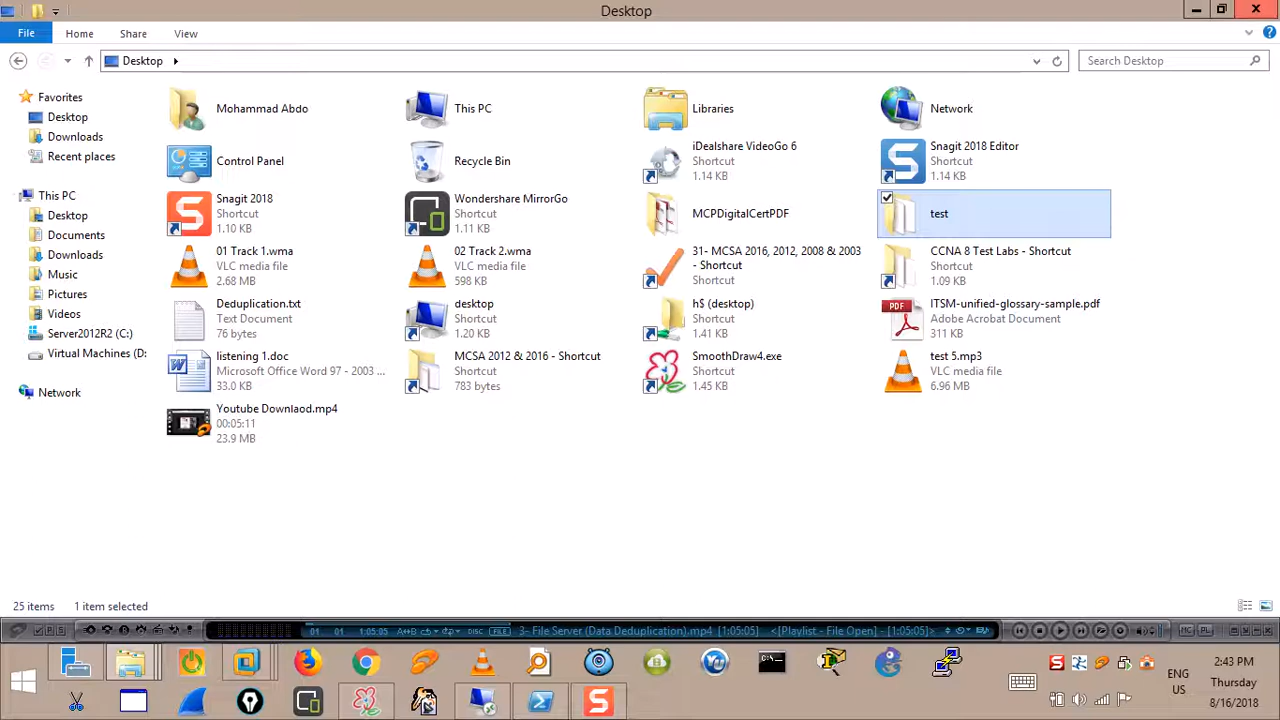 Desktop
File
Home
Share
View
Desktop
Search Desktop
Favorites
Desktop
Downloads
Recent places
This PC
Desktop
Documents
Downloads
Music
Pictures
Videos
Server2012R2 (C:)
Virtual Machines (D:
Network
Mohammad Abdo
This PC
Libraries
Network
Control Panel
Recycle Bin
iDealshare VideoGo 6
Shortcut
1.14 KB
Snagit 2018 Editor
Shortcut
1.14 KB
Snagit 2018
Shortcut
1.10 KB
Wondershare MirrorGo
Shortcut
1.11 KB
MCPDigitalCertPDF
test
01 Track 1.wma
VLC media file
2.68 MB
02 Track 2.wma
VLC media file
598 KB
31- MCSA 2016, 2012, 2008 & 2003
- Shortcut
Shortcut
CCNA 8 Test Labs - Shortcut
Shortcut
1.09 KB
Deduplication.txt
Text Document
76 bytes
desktop
Shortcut
1.20 KB
h$ (desktop)
Shortcut
1.41 KB
ITSM-unified-glossary-sample.pdf
Adobe Acrobat Document
311 KB
listening 1.doc
Microsoft Office Word 97 - 2003 ...
33.0 KB
MCSA 2012 & 2016 - Shortcut
Shortcut
783 bytes
SmoothDraw4.exe
Shortcut
1.45 KB
test 5.mp3
VLC media file
6.96 MB
Youtube Downlaod.mp4
00:05:11
23.9 MB
25 items
1 item selected
01 01 1:05:05 A↔B DISC FILE 3- File Server (Data Deduplication).mp4 [1:05:05] <[Playlist - File Open] - [1:05:05]>
ENG
US
2:43 PM
Thursday
8/16/2018